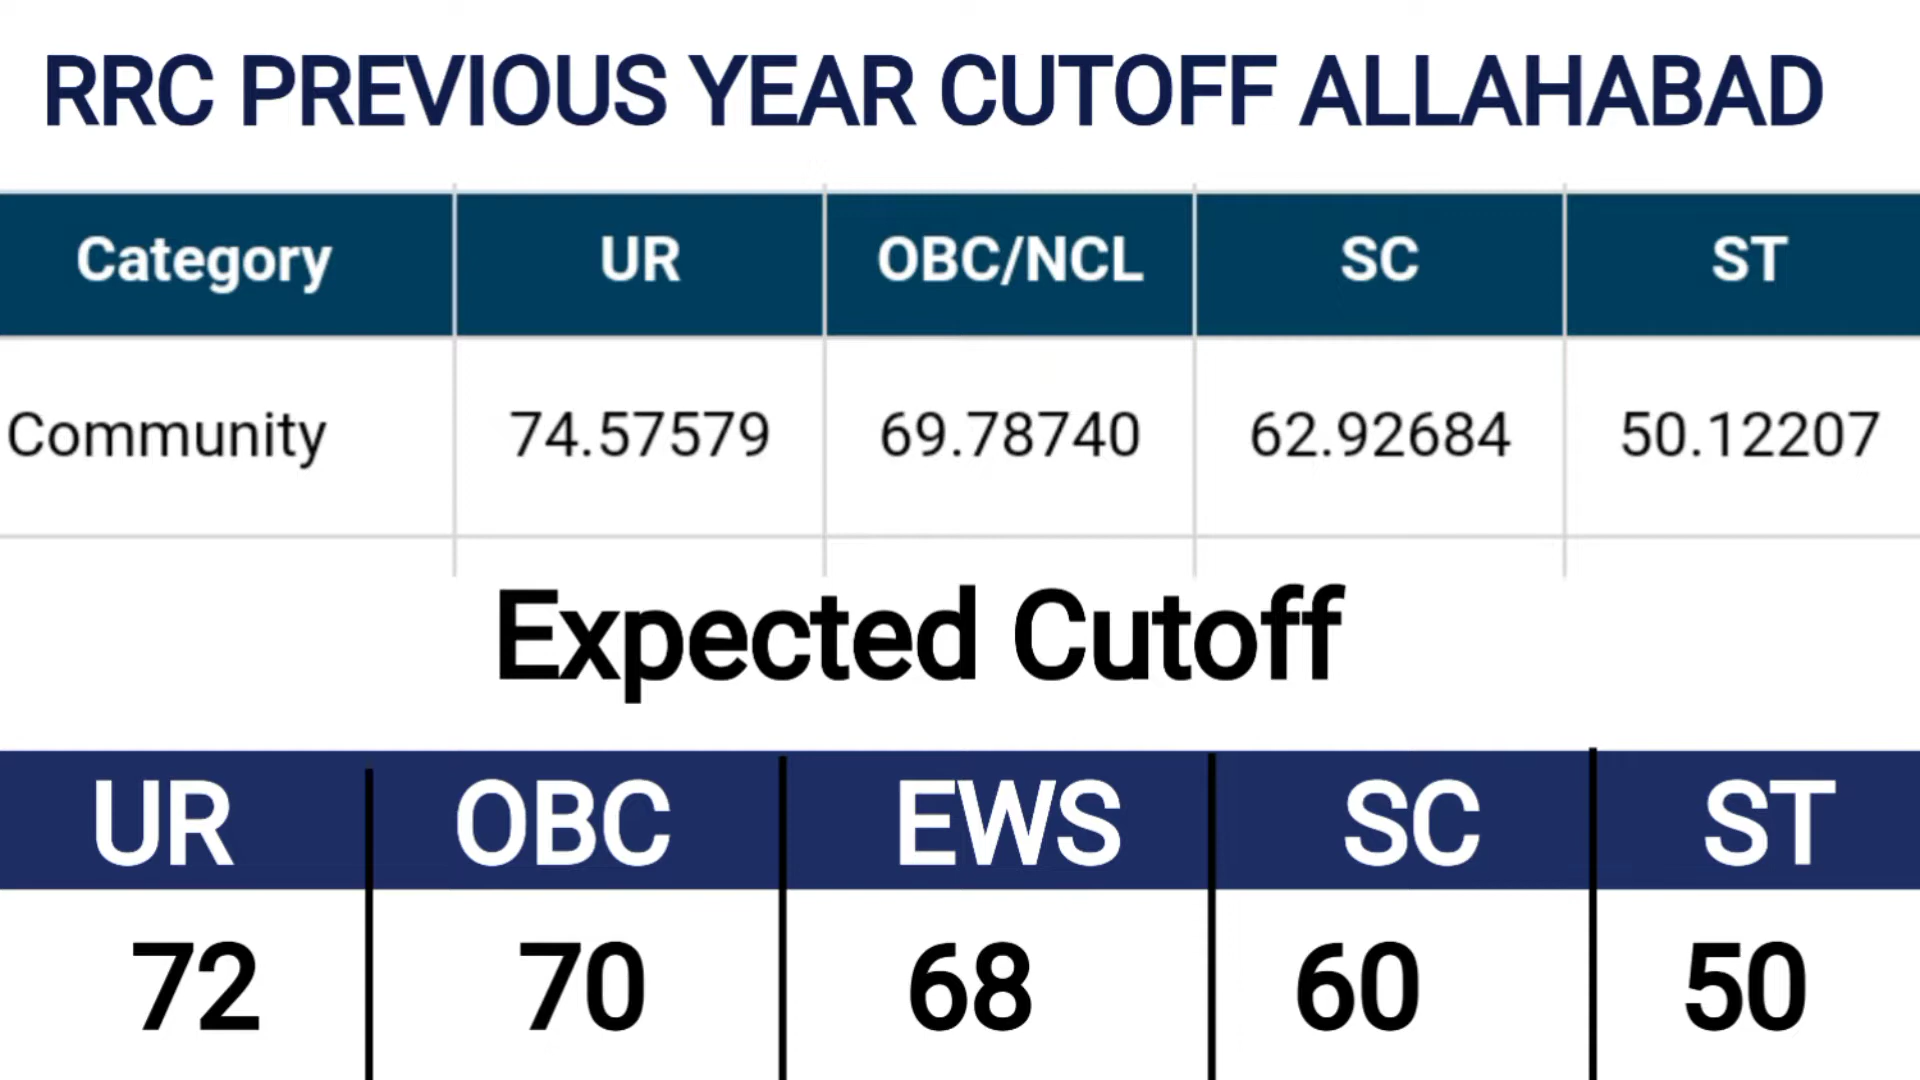 RRC PREVIOUS YEAR CUTOFF ALLAHABAD
Category UR OBC/NCL SC ST
Community 74.57579 69.78740 62.92684 50.12207
Expected Cutoff
UR OBC EWS SC ST
72 70 68 60 50